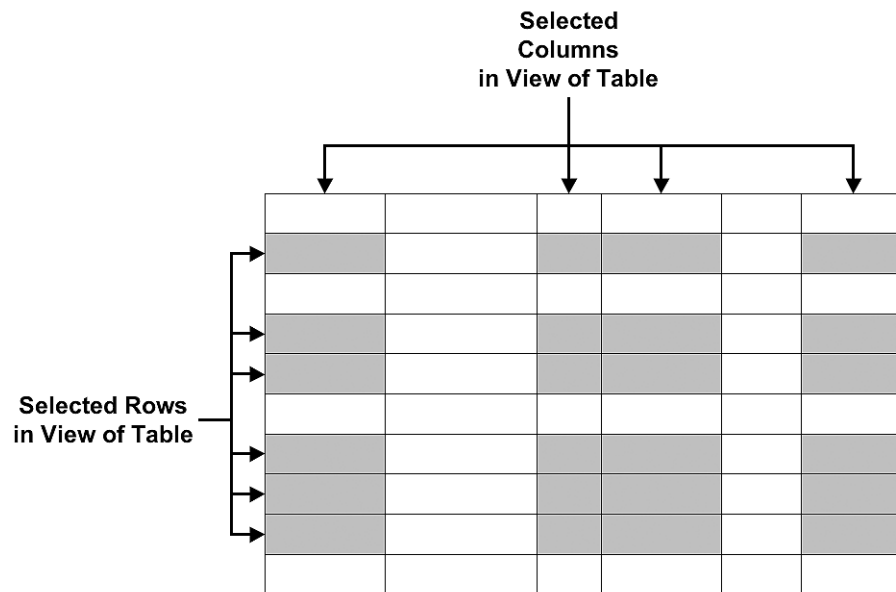 Selected
Columns
in View of Table
Selected Rows
in View of Table